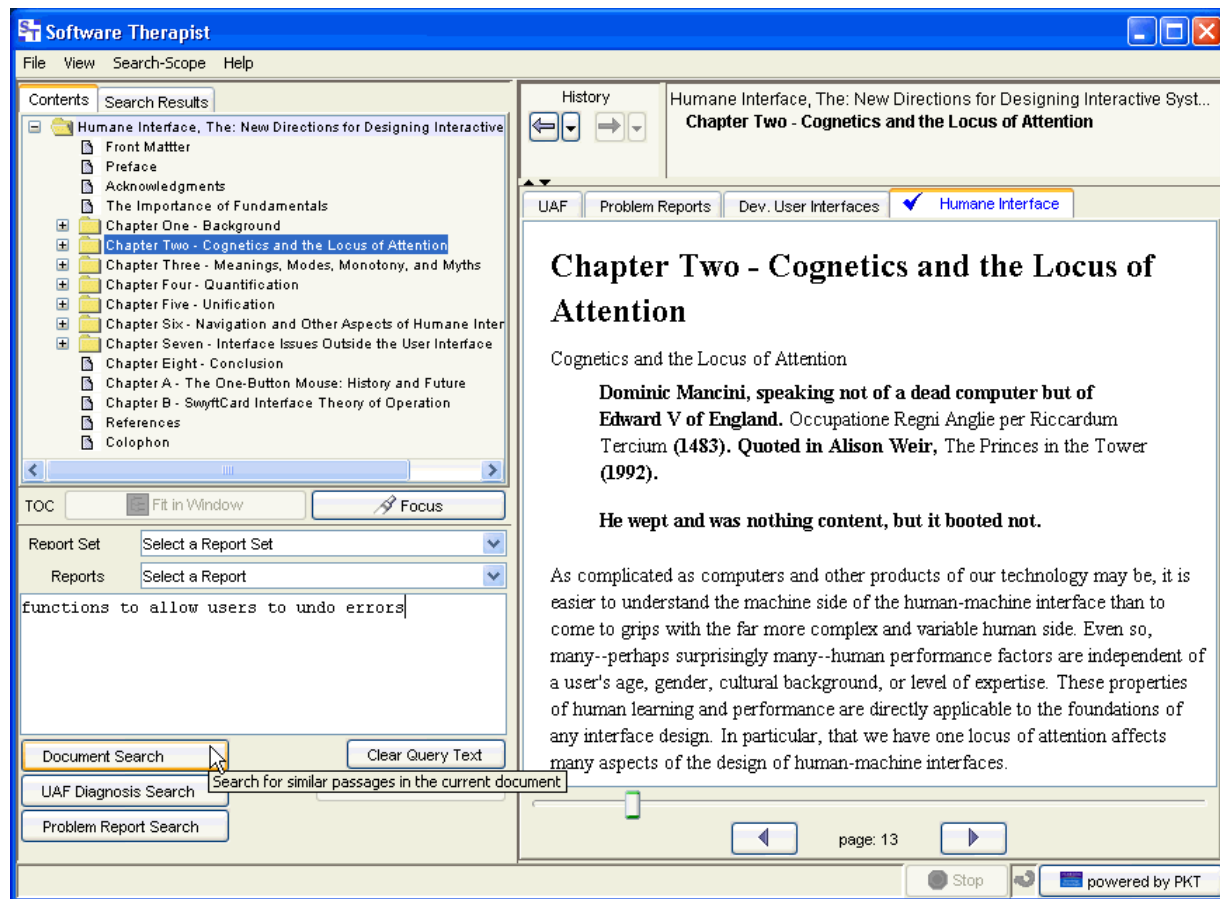 Software Therapist
File View Search-Scope Help
Contents Search Results
Humane Interface, The: New Directions for Designing Interactive
Front Mattter
Preface
Acknowledgments
The Importance of Fundamentals
Chapter One - Background
Chapter Two - Cognetics and the Locus of Attention
Chapter Three - Meanings, Modes, Monotony, and Myths
Chapter Four - Quantification
Chapter Five - Unification
Chapter Six - Navigation and Other Aspects of Humane Inter
Chapter Seven - Interface Issues Outside the User Interface
Chapter Eight - Conclusion
Chapter A - The One-Button Mouse: History and Future
Chapter B - SwyftCard Interface Theory of Operation
References
Colophon
TOC Fit in Window Focus
Report Set Select a Report Set
Reports Select a Report
functions to allow users to undo errors
Document Search Clear Query Text
Search for similar passages in the current document
UAF Diagnosis Search
Problem Report Search
History
Humane Interface, The: New Directions for Designing Interactive Syst...
Chapter Two - Cognetics and the Locus of Attention
UAF Problem Reports Dev. User Interfaces Humane Interface
Chapter Two - Cognetics and the Locus of
Attention
Cognetics and the Locus of Attention
Dominic Mancini, speaking not of a dead computer but of
Edward V of England. Occupatione Regni Anglie per Riccardum
Tercium (1483). Quoted in Alison Weir, The Princes in the Tower
(1992).
He wept and was nothing content, but it booted not.
As complicated as computers and other products of our technology may be, it is
easier to understand the machine side of the human-machine interface than to
come to grips with the far more complex and variable human side. Even so,
many--perhaps surprisingly many--human performance factors are independent of
a user's age, gender, cultural background, or level of expertise. These properties
of human learning and performance are directly applicable to the foundations of
any interface design. In particular, that we have one locus of attention affects
many aspects of the design of human-machine interfaces.
page: 13
Stop powered by PKT